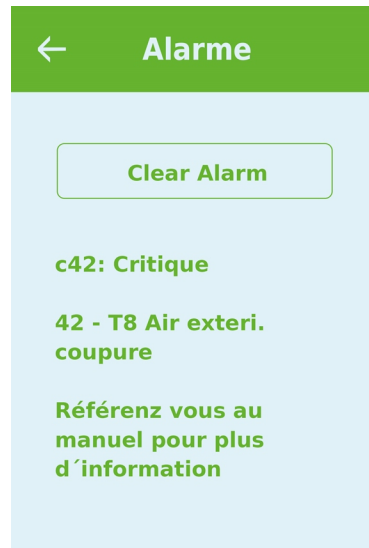 Alarme
Clear Alarm
c42: Critique
42 - T8 Air exteri.
coupure
Référenz vous au
manuel pour plus
d´information